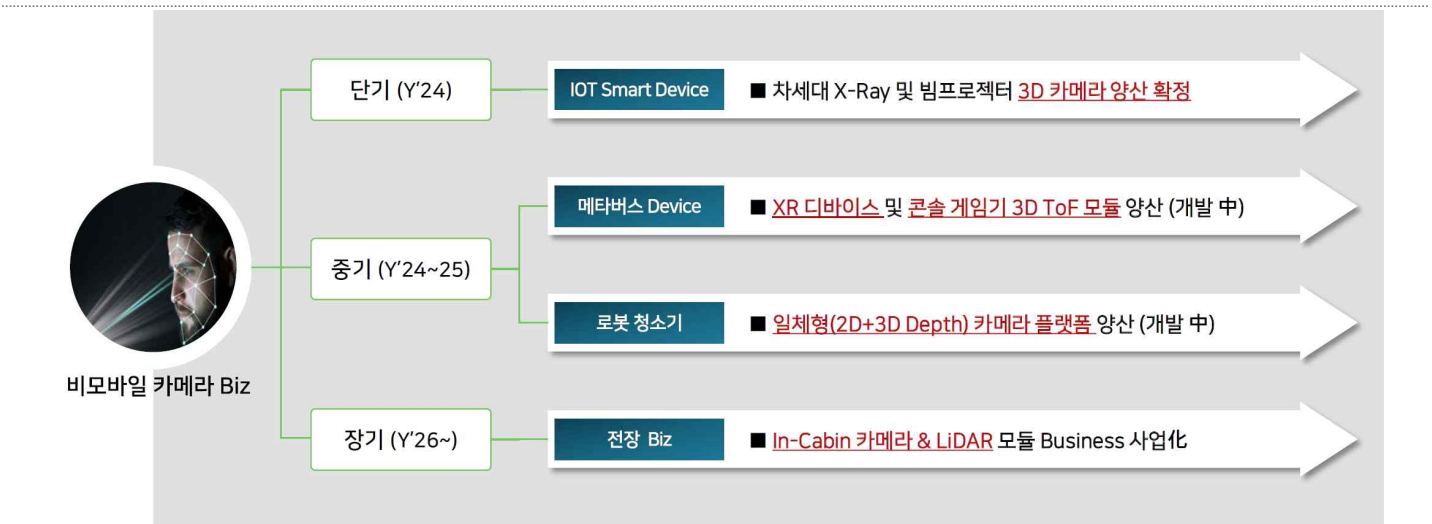 단기 (Y'24)
IOT Smart Device
■ 차세대 X-Ray 및 빔프로젝터 3D 카메라 양산 확정
메타버스 Device
■ XR 디바이스 및 콘솔 게임기 3D ToF 모듈 양산 (개발 中)
중기 (Y'24~25)
로봇 청소기
■ 일체형(2D+3D Depth) 카메라 플랫폼 양산 (개발 中)
비모바일 카메라 Biz
장기 (Y'26~)
전장 Biz
■ In-Cabin 카메라 & LiDAR 모듈 Business 사업化